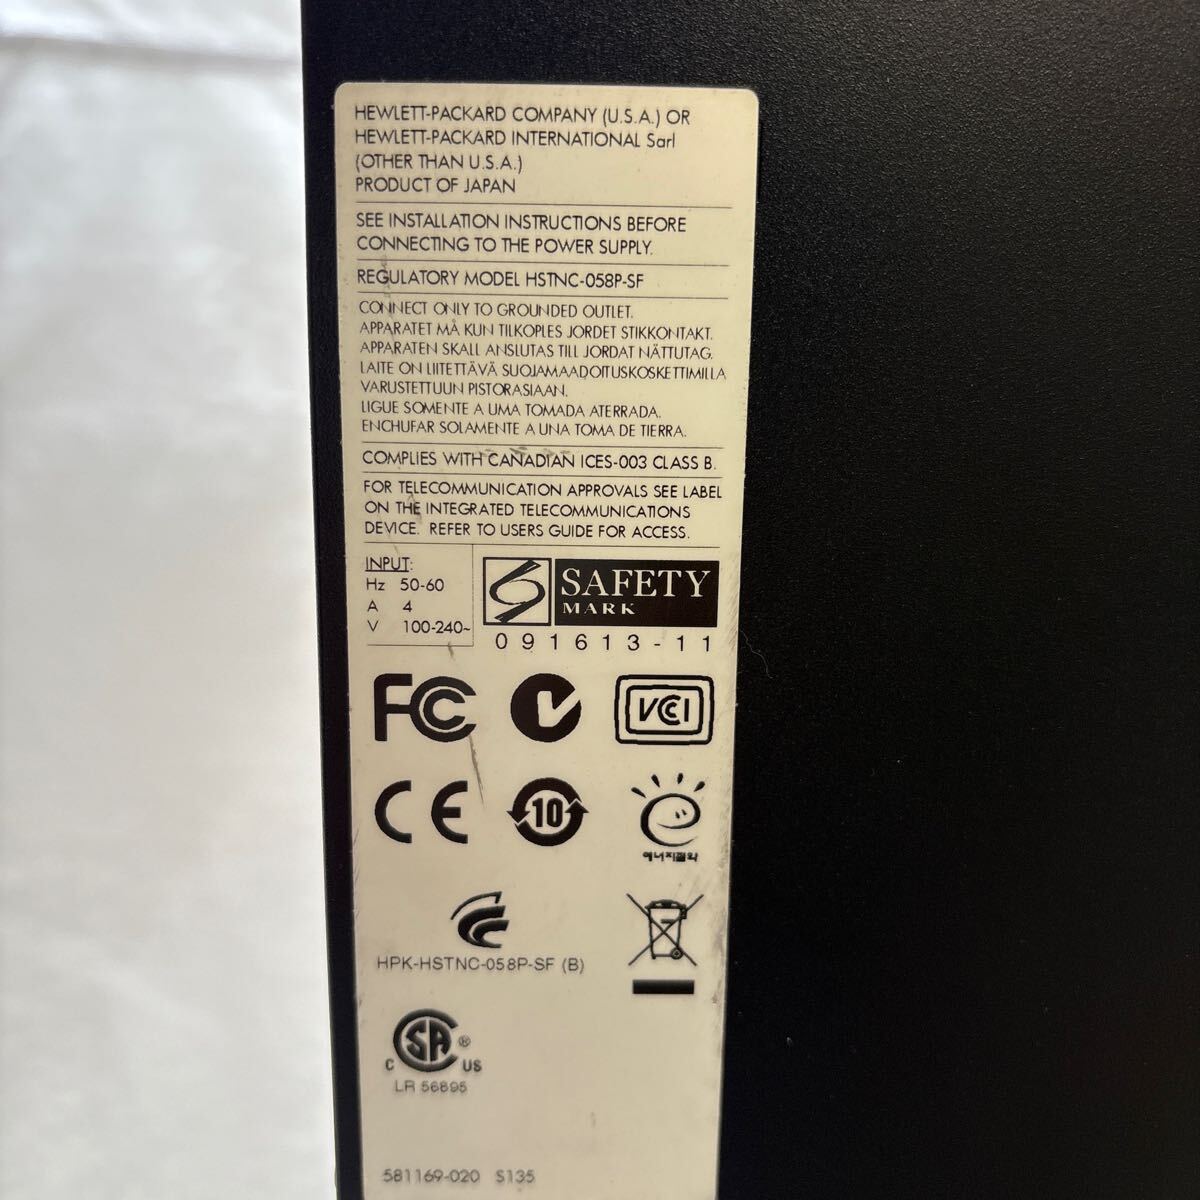 HEWLETT-PACKARD COMPANY (U.S.A.) OR
HEWLETT-PACKARD INTERNATIONAL Sarl
(OTHER THAN U.S.A.)
PRODUCT OF JAPAN
SEE INSTALLATION INSTRUCTIONS BEFORE
CONNECTING TO THE POWER SUPPLY.
REGULATORY MODEL HSTNC-058P-SF
CONNECT ONLY TO GROUNDED OUTLET.
APPARATET MÅ KUN TILKOPLES JORDET STIKKONTAKT.
APPARATEN SKALL ANSLUTAS TILL JORDAT NÄTTUTAG.
LAITE ON LIITETTÄVÄ SUOJAMAADOITUSKOSKETTIMILLA
VARUSTETTUUN PISTORASIAAN.
LIGUE SOMENTE A UMA TOMADA ATERRADA.
ENCHUFAR SOLAMENTE A UNA TOMA DE TIERRA.
COMPLIES WITH CANADIAN ICES-003 CLASS B.
FOR TELECOMMUNICATION APPROVALS SEE LABEL
ON THE INTEGRATED TELECOMMUNICATIONS
DEVICE. REFER TO USERS GUIDE FOR ACCESS.
INPUT:
Hz 50-60
A 4
V 100-240~
S SAFETY
MARK
091613-11
FC VCCI
CE 10
에너지절약
HPK-HSTNC-058P-SF (B)
C SA ® US
LR 56895
581169-020 S135